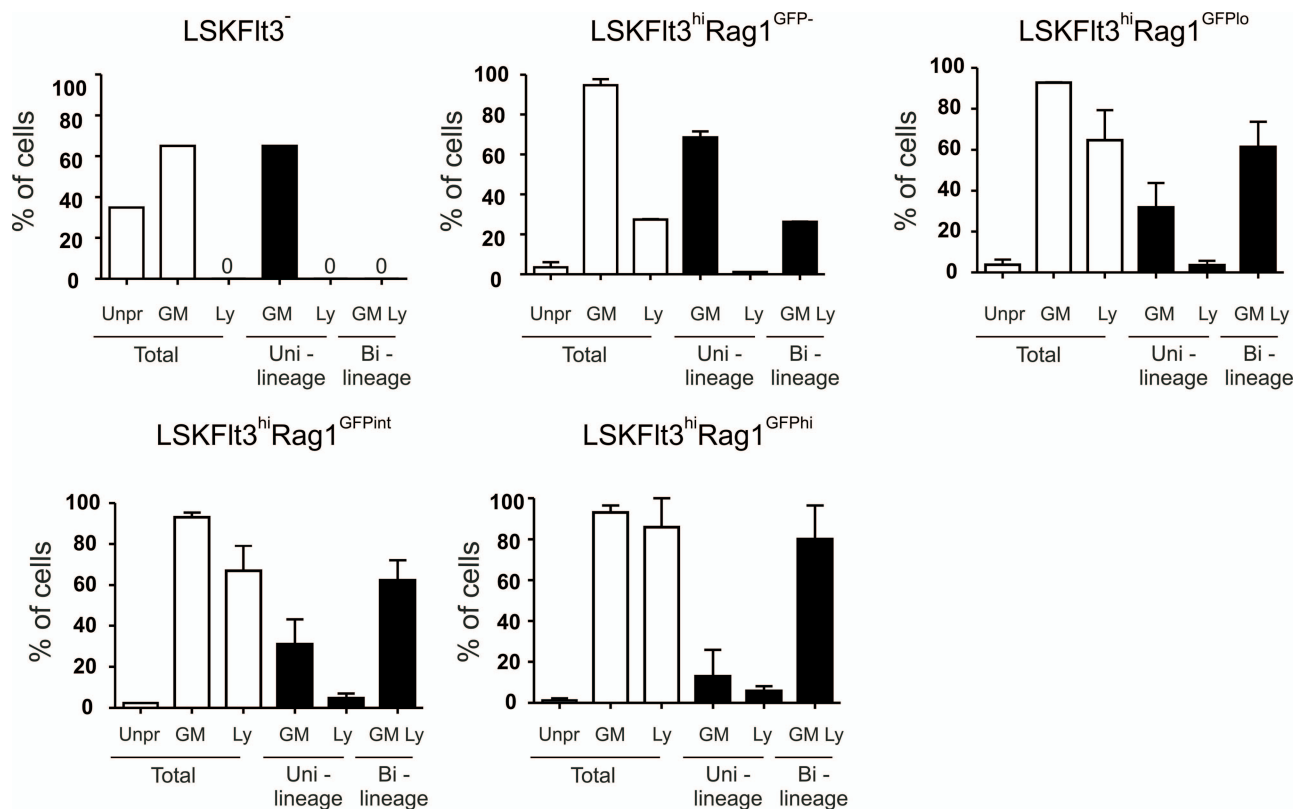 LSKFlt3-
100
80
60
40
20
0
% of cells
0
0
0
Unpr GM Ly GM Ly GM Ly
Total
Uni -
lineage
Bi -
lineage
LSKFlt3hiRag1GFP-
100
80
60
40
20
0
% of cells
Unpr GM Ly GM Ly GM Ly
Total
Uni -
lineage
Bi -
lineage
LSKFlt3hiRag1GFPlo
100
80
60
40
20
0
% of cells
Unpr GM Ly GM Ly GM Ly
Total
Uni -
lineage
Bi -
lineage
LSKFlt3hiRag1GFPint
100
80
60
40
20
0
% of cells
Unpr GM Ly GM Ly GM Ly
Total
Uni -
lineage
Bi -
lineage
LSKFlt3hiRag1GFPhi
100
80
60
40
20
0
% of cells
Unpr GM Ly GM Ly GM Ly
Total
Uni -
lineage
Bi -
lineage